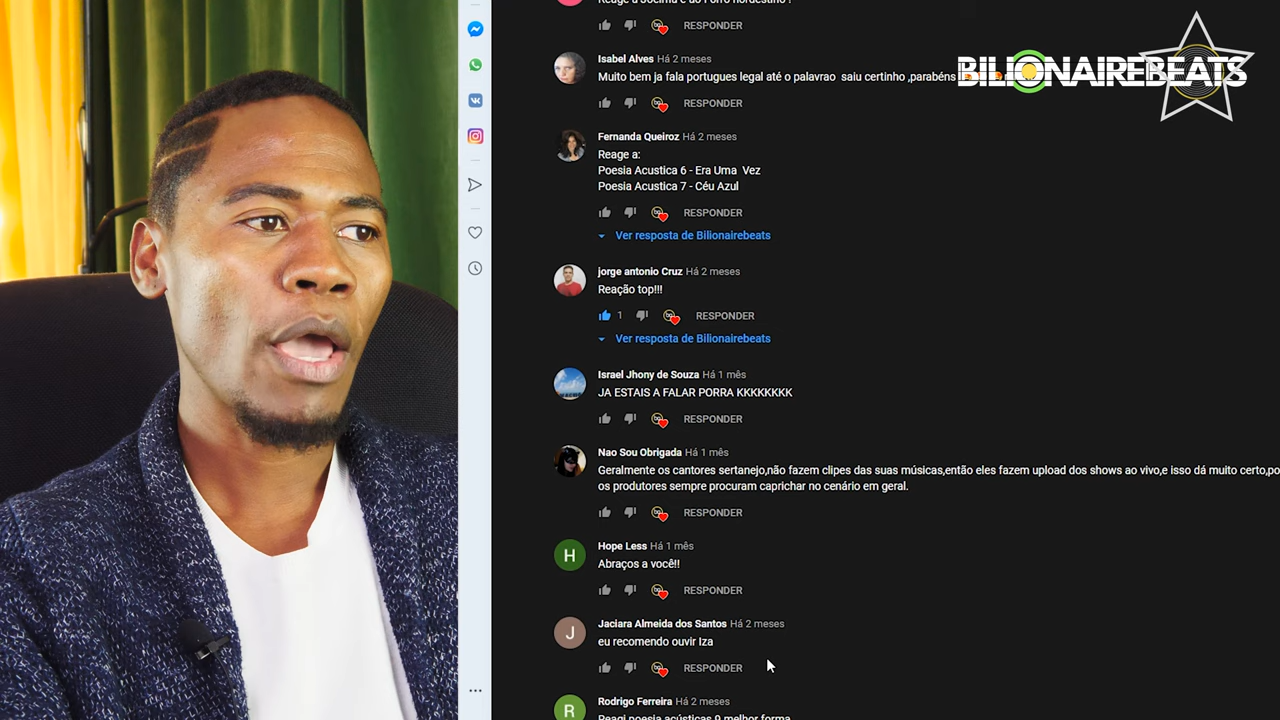 RESPONDER
BILIONAIREBEATS
Isabel Alves Há 2 meses
Muito bem ja fala portugues legal até o palavrao saiu certinho ,parabéns
RESPONDER
Fernanda Queiroz Há 2 meses
Reage a:
Poesia Acustica 6 - Era Uma Vez
Poesia Acustica 7 - Céu Azul
RESPONDER
Ver resposta de Bilionairebeats
jorge antonio Cruz Há 2 meses
Reação top!!!
1 RESPONDER
Ver resposta de Bilionairebeats
Israel Jhony de Souza Há 1 mês
JA ESTAIS A FALAR PORRA KKKKKKKK
RESPONDER
Nao Sou Obrigada Há 1 mês
Geralmente os cantores sertanejo,não fazem clipes das suas músicas,então eles fazem upload dos shows ao vivo,e isso dá muito certo,po
os produtores sempre procuram caprichar no cenário em geral.
RESPONDER
H
Hope Less Há 1 mês
Abraços a você!!
RESPONDER
J
Jaciara Almeida dos Santos Há 2 meses
eu recomendo ouvir Iza
RESPONDER
R
Rodrigo Ferreira Há 2 meses
Reagi poesia acústicas 9 melhor forma